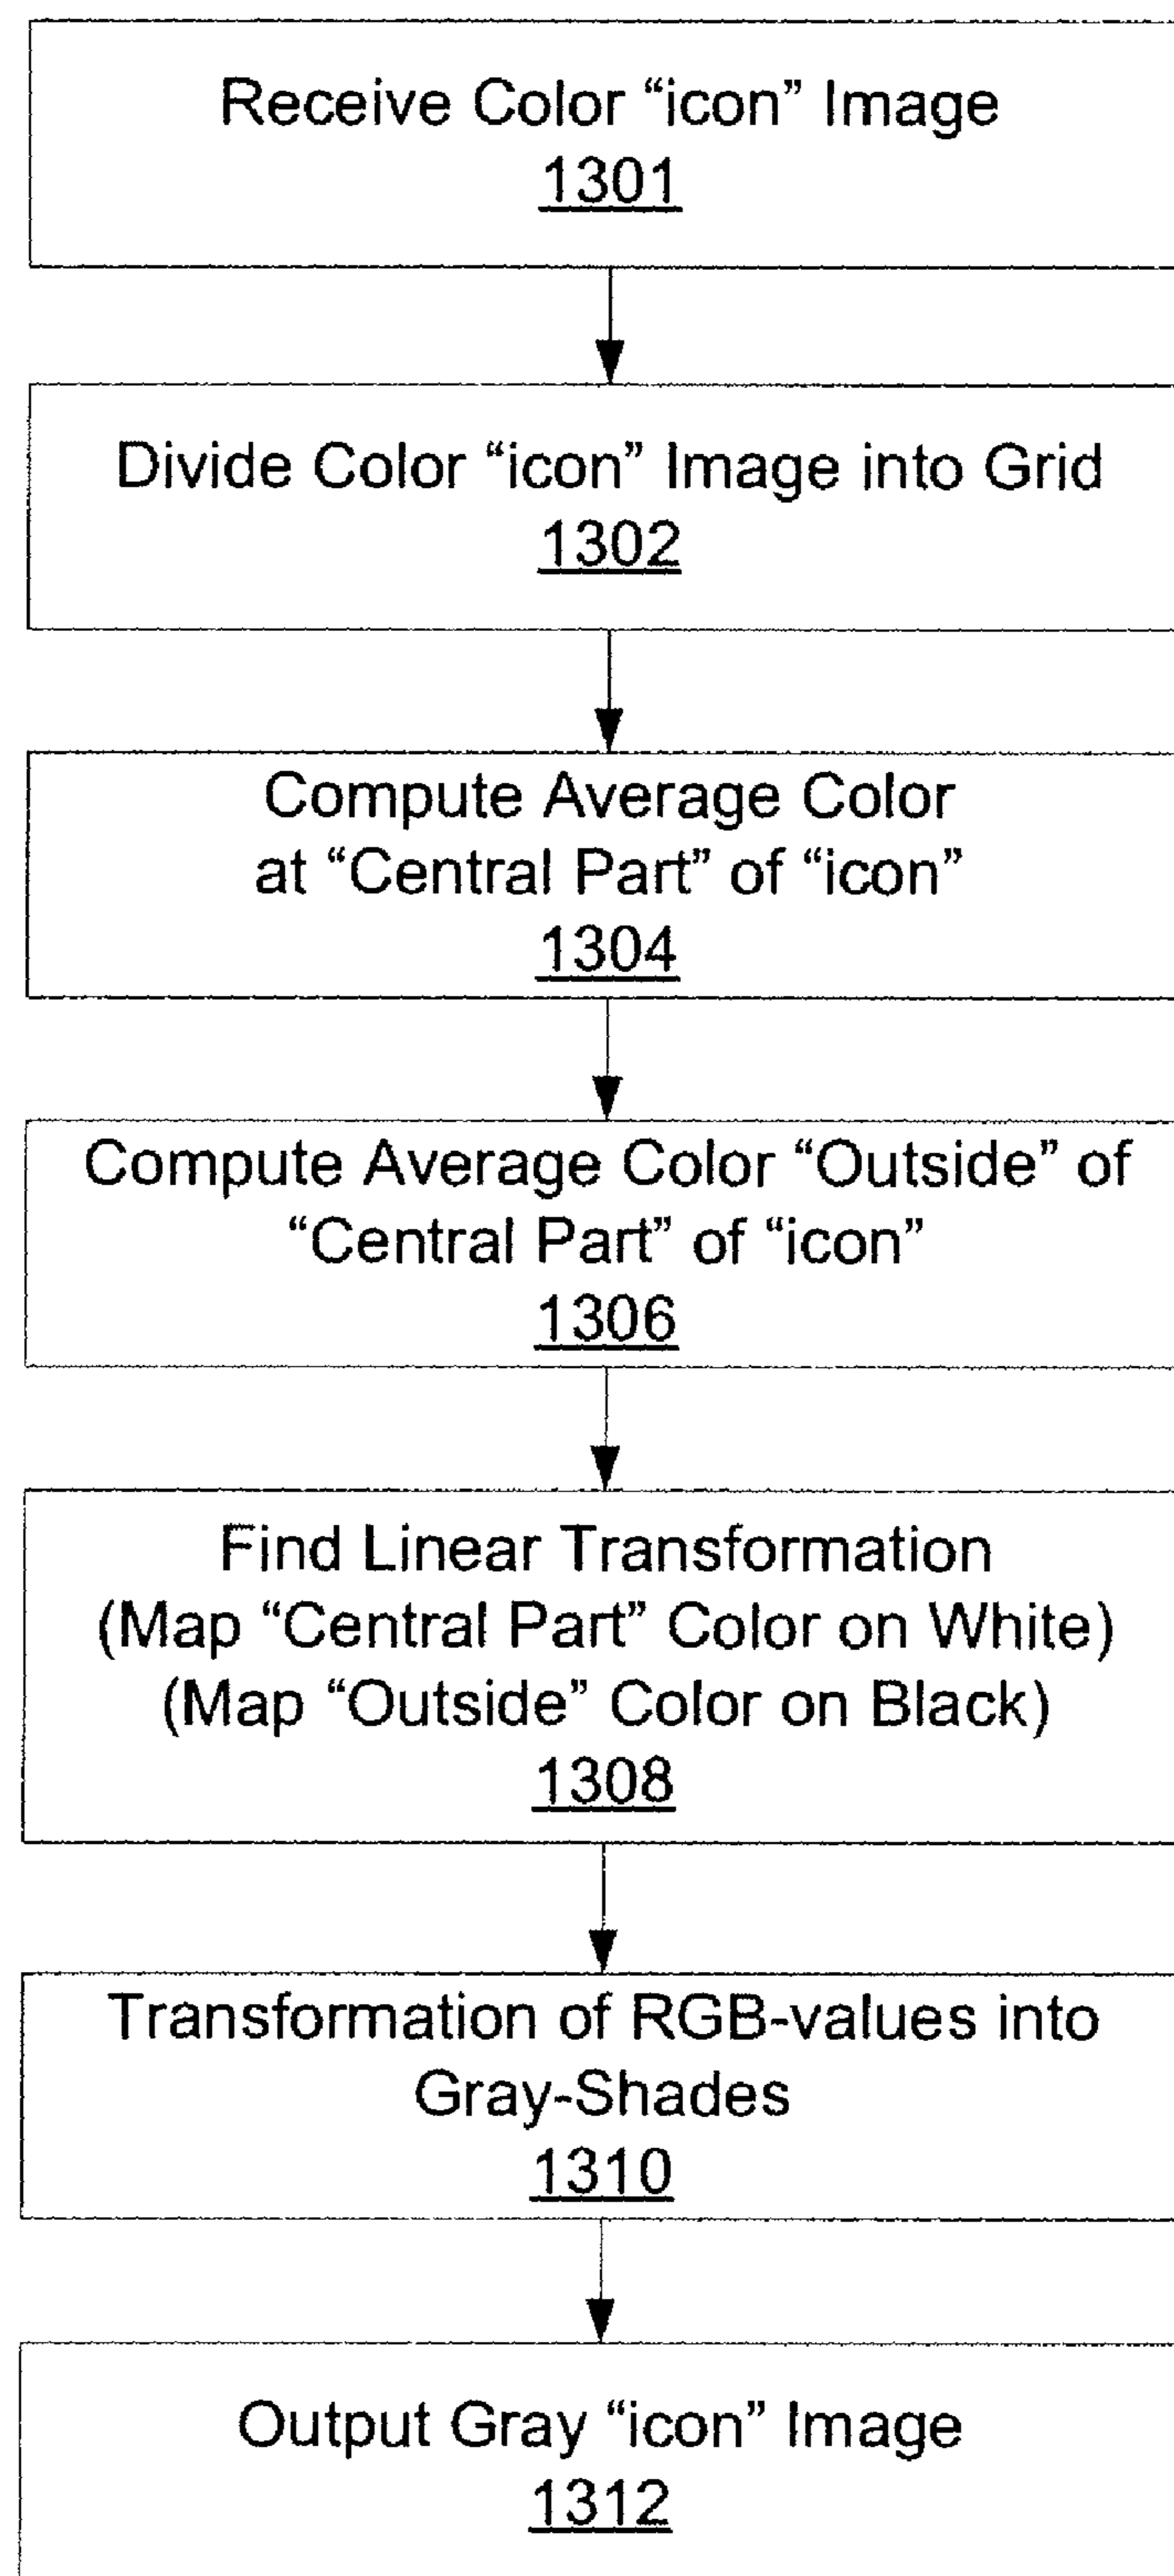 Receive Color “icon” Image
1301
Divide Color “icon” Image into Grid
1302
Compute Average Color
at “Central Part” of “icon”
1304
Compute Average Color “Outside” of
“Central Part” of “icon”
1306
Find Linear Transformation
(Map “Central Part” Color on White)
(Map “Outside” Color on Black)
1308
Transformation of RGB-values into
Gray-Shades
1310
Output Gray “icon” Image
1312